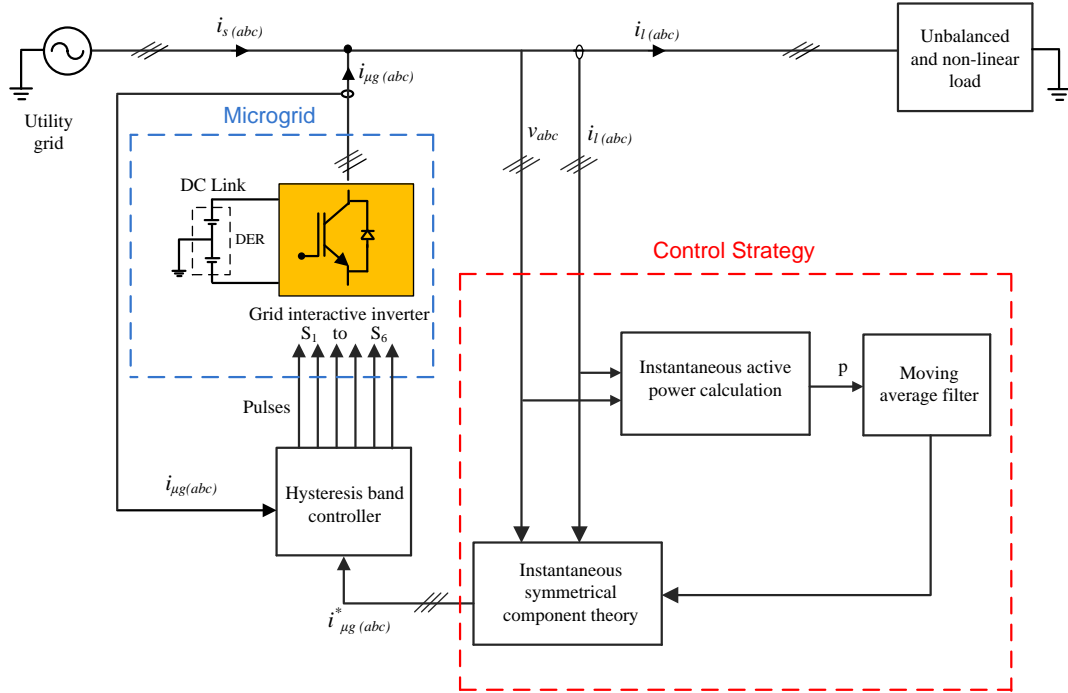 i_s (abc)
i_l (abc)
Unbalanced
and non-linear
load
i_μg (abc)
Utility
grid
Microgrid
v_abc
i_l (abc)
DC Link
DER
Control Strategy
Grid interactive inverter
S_1 to S_6
Instantaneous active
power calculation
p
Moving
average filter
Pulses
i_μg(abc)
Hysteresis band
controller
Instantaneous
symmetrical
component theory
i^*_μg (abc)